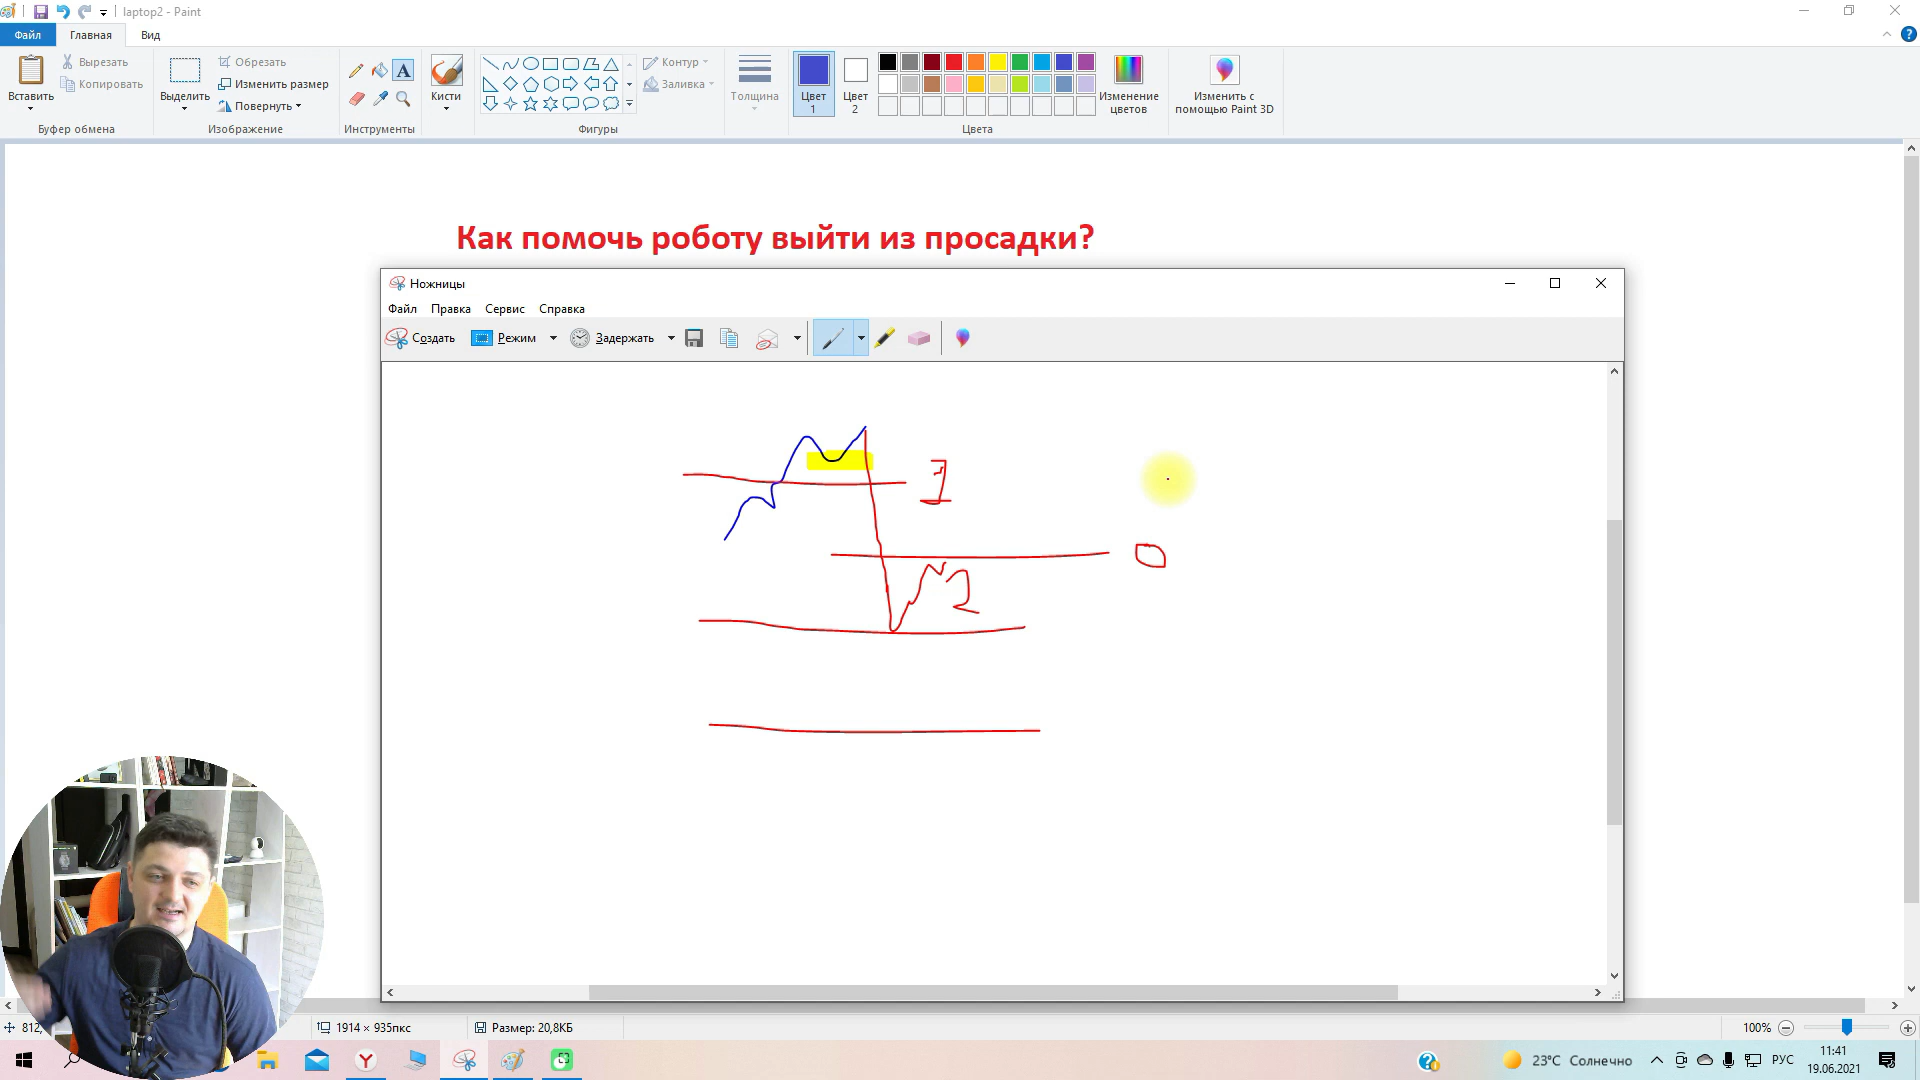 laptop2 - Paint
Файл Главная Вид
Вставить
Вырезать
Копировать
Буфер обмена
Выделить
Обрезать
Изменить размер
Повернуть
Изображение
A
Инструменты
Кисти
Контур
Заливка
Фигуры
Толщина
Цвет 1
Цвет 2
Изменение цветов
Цвета
Изменить с помощью Paint 3D
Как помочь роботу выйти из просадки?
Ножницы
Файл Правка Сервис Справка
Создать Режим Задержать
1
0
2
812,
1914 × 935пкс
Размер: 20,8КБ
100%
23°C Солнечно
РУС
11:41
19.06.2021